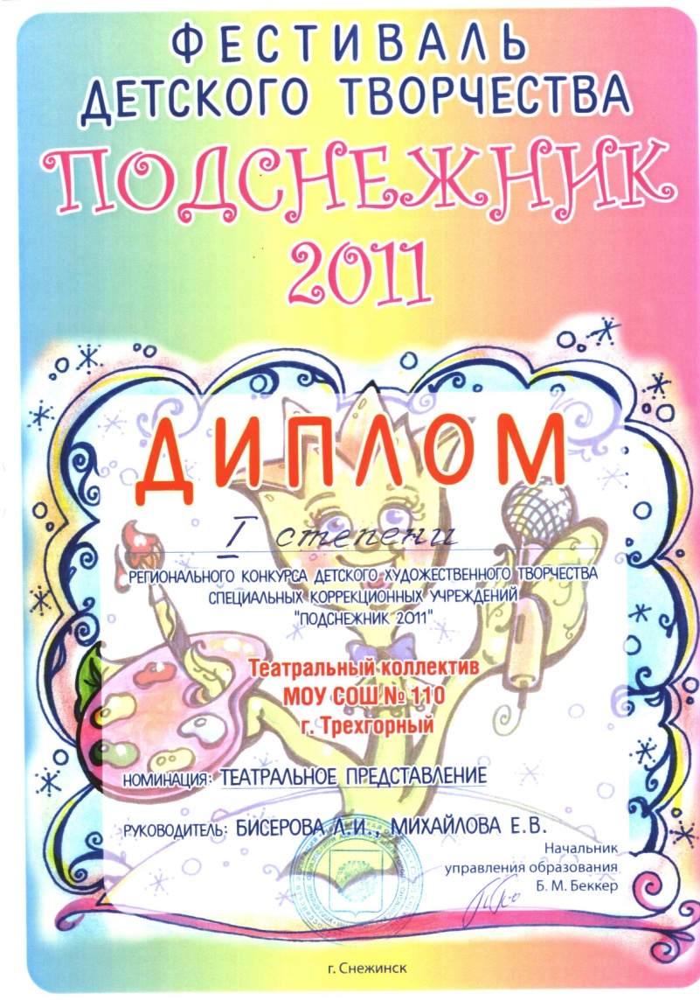 ФЕСТИВАЛЬ
ДЕТСКОГО ТВОРЧЕСТВА
ПОДСНЕЖНИК
2011
ДИПЛОМ
I степени
РЕГИОНАЛЬНОГО КОНКУРСА ДЕТСКОГО ХУДОЖЕСТВЕННОГО ТВОРЧЕСТВА
СПЕЦИАЛЬНЫХ КОРРЕКЦИОННЫХ УЧРЕЖДЕНИЙ
"ПОДСНЕЖНИК 2011"
Театральный коллектив
МОУ СОШ № 110
г. Трехгорный
НОМИНАЦИЯ: ТЕАТРАЛЬНОЕ ПРЕДСТАВЛЕНИЕ
РУКОВОДИТЕЛЬ: БИСЕРОВА Л.И., МИХАЙЛОВА Е.В.
Начальник
управления образования
Б. М. Беккер
г. Снежинск